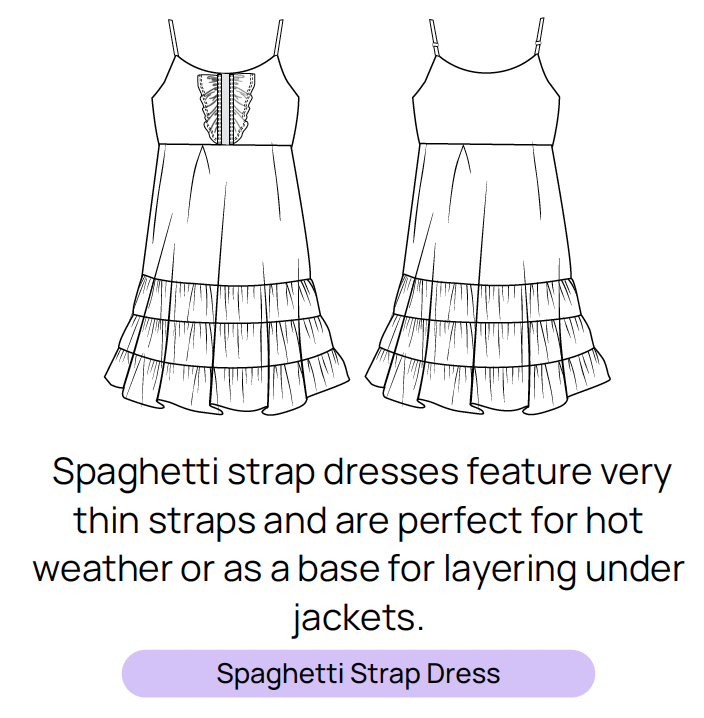 Spaghetti strap dresses feature very
thin straps and are perfect for hot
weather or as a base for layering under
jackets.
Spaghetti Strap Dress